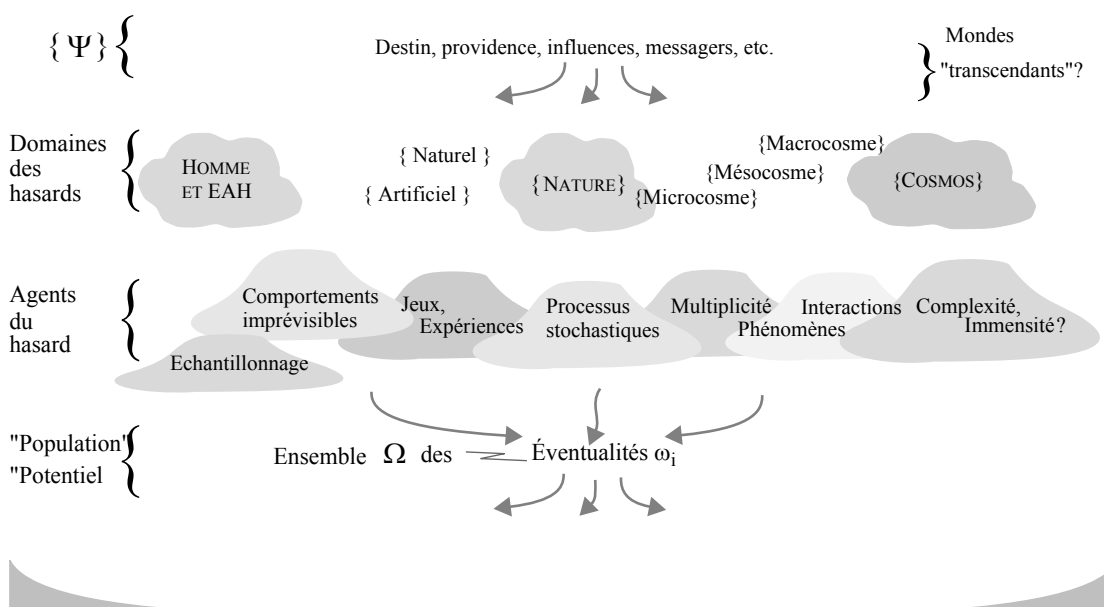 { Ψ } {
Destin, providence, influences, messagers, etc.
} Mondes
"transcendants"?
Domaines
des
hasards
{
HOMME
ET EAH
{ Naturel }
{ Artificiel }
{NATURE}
{Macrocosme}
{Mésocosme}
{Microcosme}
{COSMOS}
Agents
du
hasard
{
Comportements
imprévisibles
Echantillonnage
Jeux,
Expériences
Processus
stochastiques
Multiplicité
Phénomènes
Interactions
Complexité,
Immensité ?
"Population"
"Potentiel
{
Ensemble Ω des Éventualités ωi